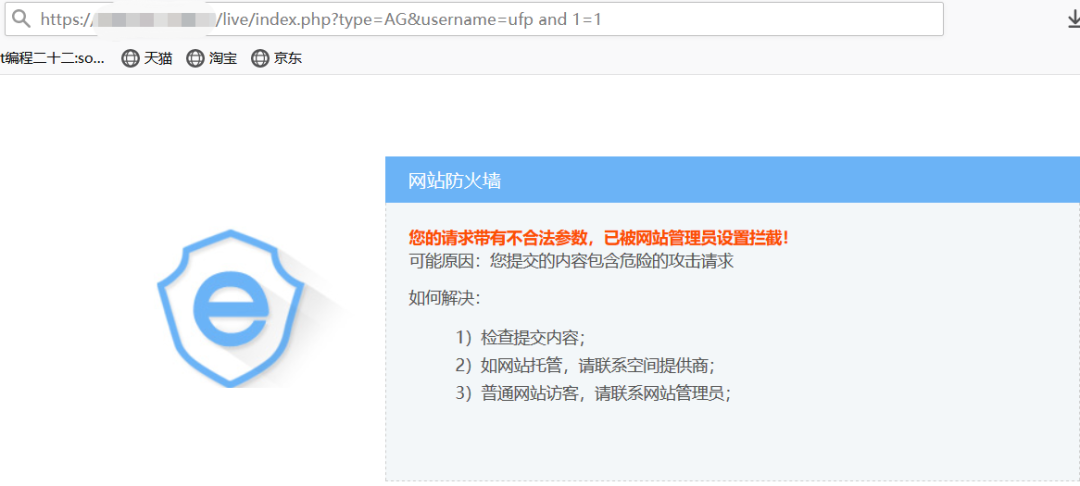 https:// /live/index.php?type=AG&username=ufp and 1=1
t编程二十二:so... 天猫 淘宝 京东
网站防火墙
您的请求带有不合法参数，已被网站管理员设置拦截！
可能原因：您提交的内容包含危险的攻击请求
如何解决：
1）检查提交内容；
2）如网站托管，请联系空间提供商；
3）普通网站访客，请联系网站管理员；